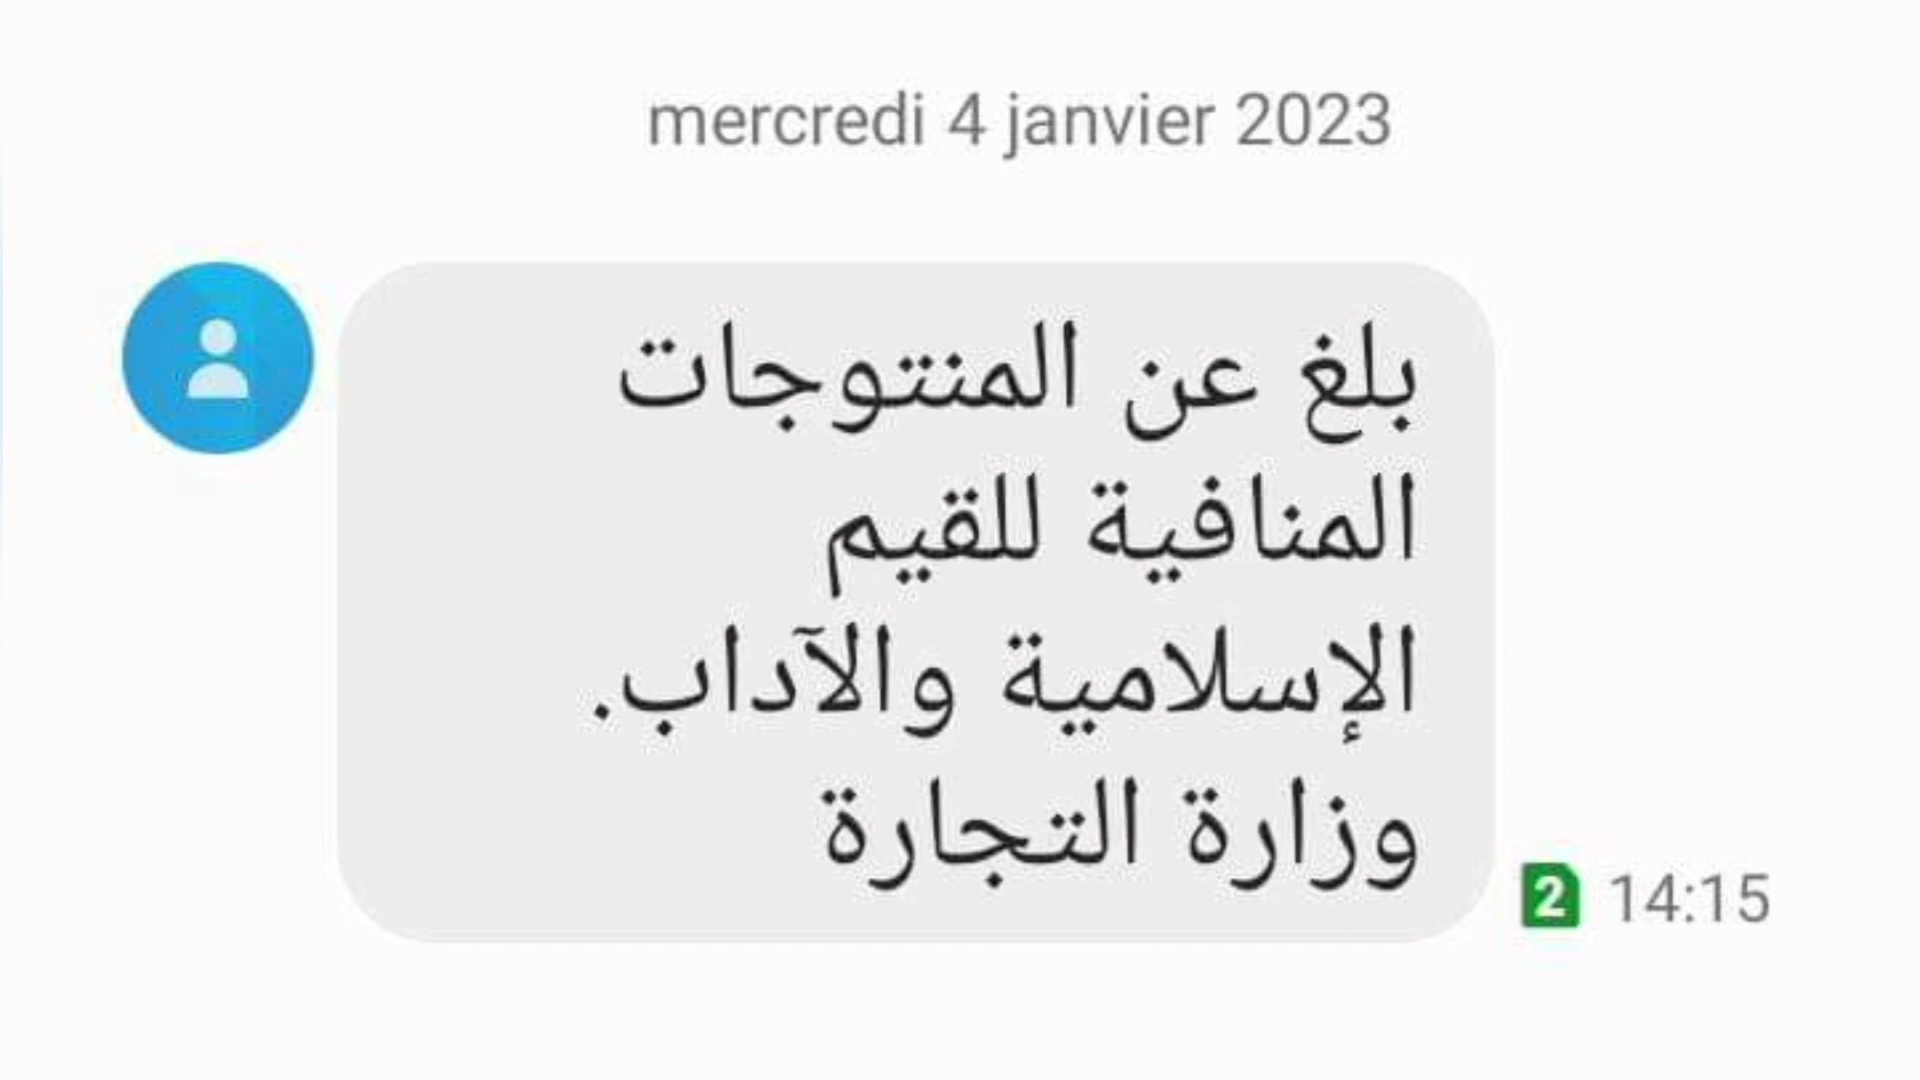 mercredi 4 janvier 2023
بلغ عن المنتوجات
المنافية للقيم
الإسلامية والآداب.
وزارة التجارة
2 14:15